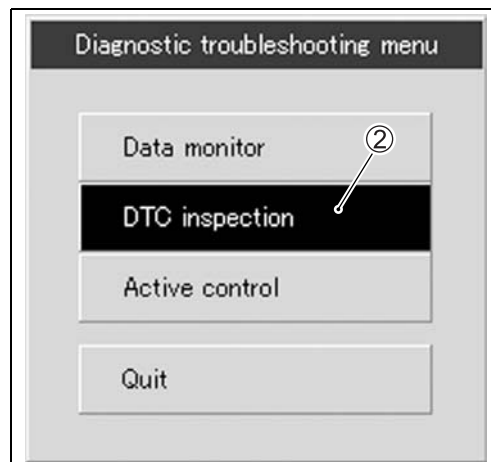 Diagnostic troubleshooting menu
Data monitor
②
DTC inspection
Active control
Quit